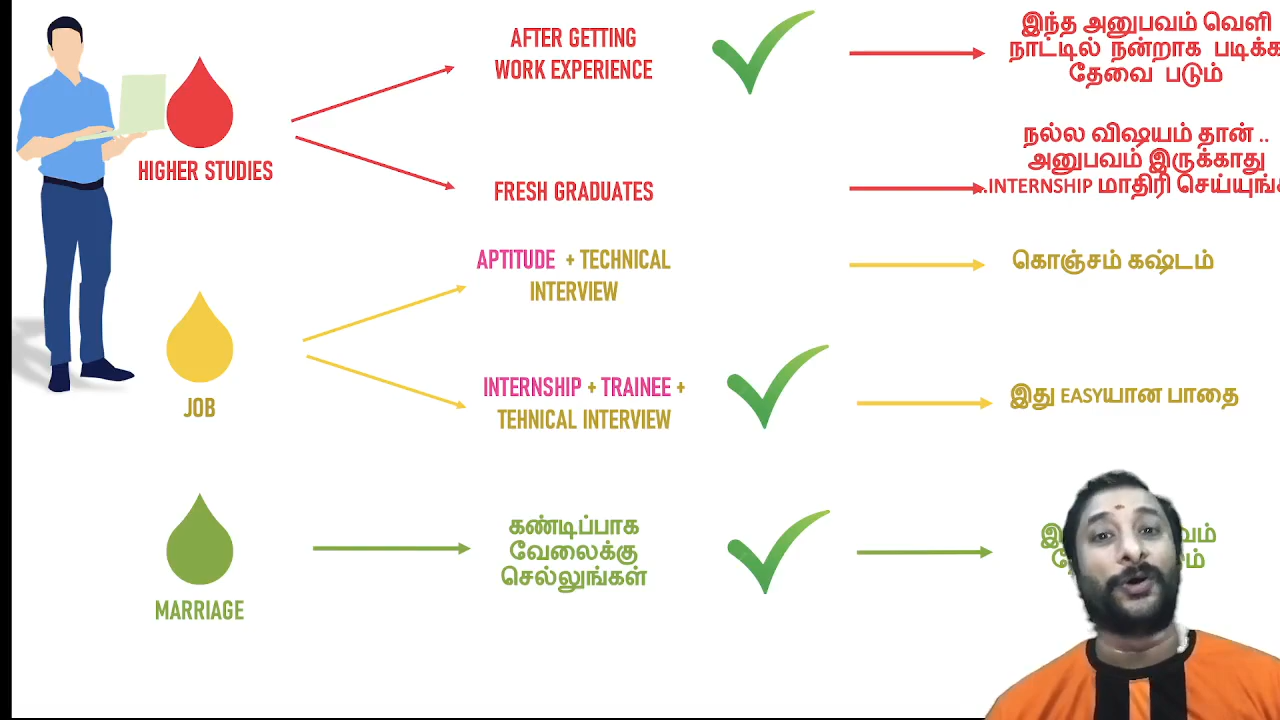 AFTER GETTING
WORK EXPERIENCE
இந்த அனுபவம் வெளி
நாட்டில் நன்றாக படிக்க
தேவை படும்
HIGHER STUDIES
FRESH GRADUATES
நல்ல விஷயம் தான் ..
அனுபவம் இருக்காது
.INTERNSHIP மாதிரி
APTITUDE + TECHNICAL
INTERVIEW
கொஞ்சம் கஷ்டம்
JOB
INTERNSHIP + TRAINEE +
TEHNICAL INTERVIEW
இது EASYயான பாதை
MARRIAGE
கண்டிப்பாக
வேலைக்கு
செல்லுங்கள்